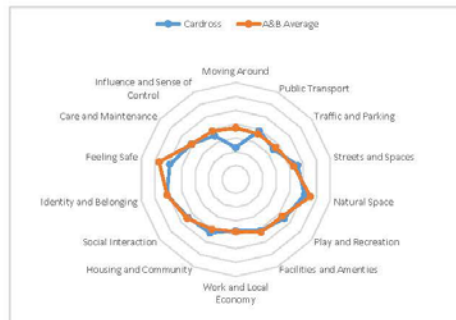 Cardross
A&B Average
Moving Around
Public Transport
Traffic and Parking
Streets and Spaces
Natural Space
Play and Recreation
Facilities and Amenties
Work and Local
Economy
Housing and Community
Social Interaction
Identity and Belonging
Feeling Safe
Care and Maintenance
Influence and Sense of
Control